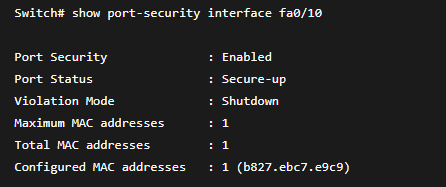 Switch# show port-security interface fa0/10
Port Security : Enabled
Port Status : Secure-up
Violation Mode : Shutdown
Maximum MAC addresses : 1
Total MAC addresses : 1
Configured MAC addresses : 1 (b827.ebc7.e9c9)